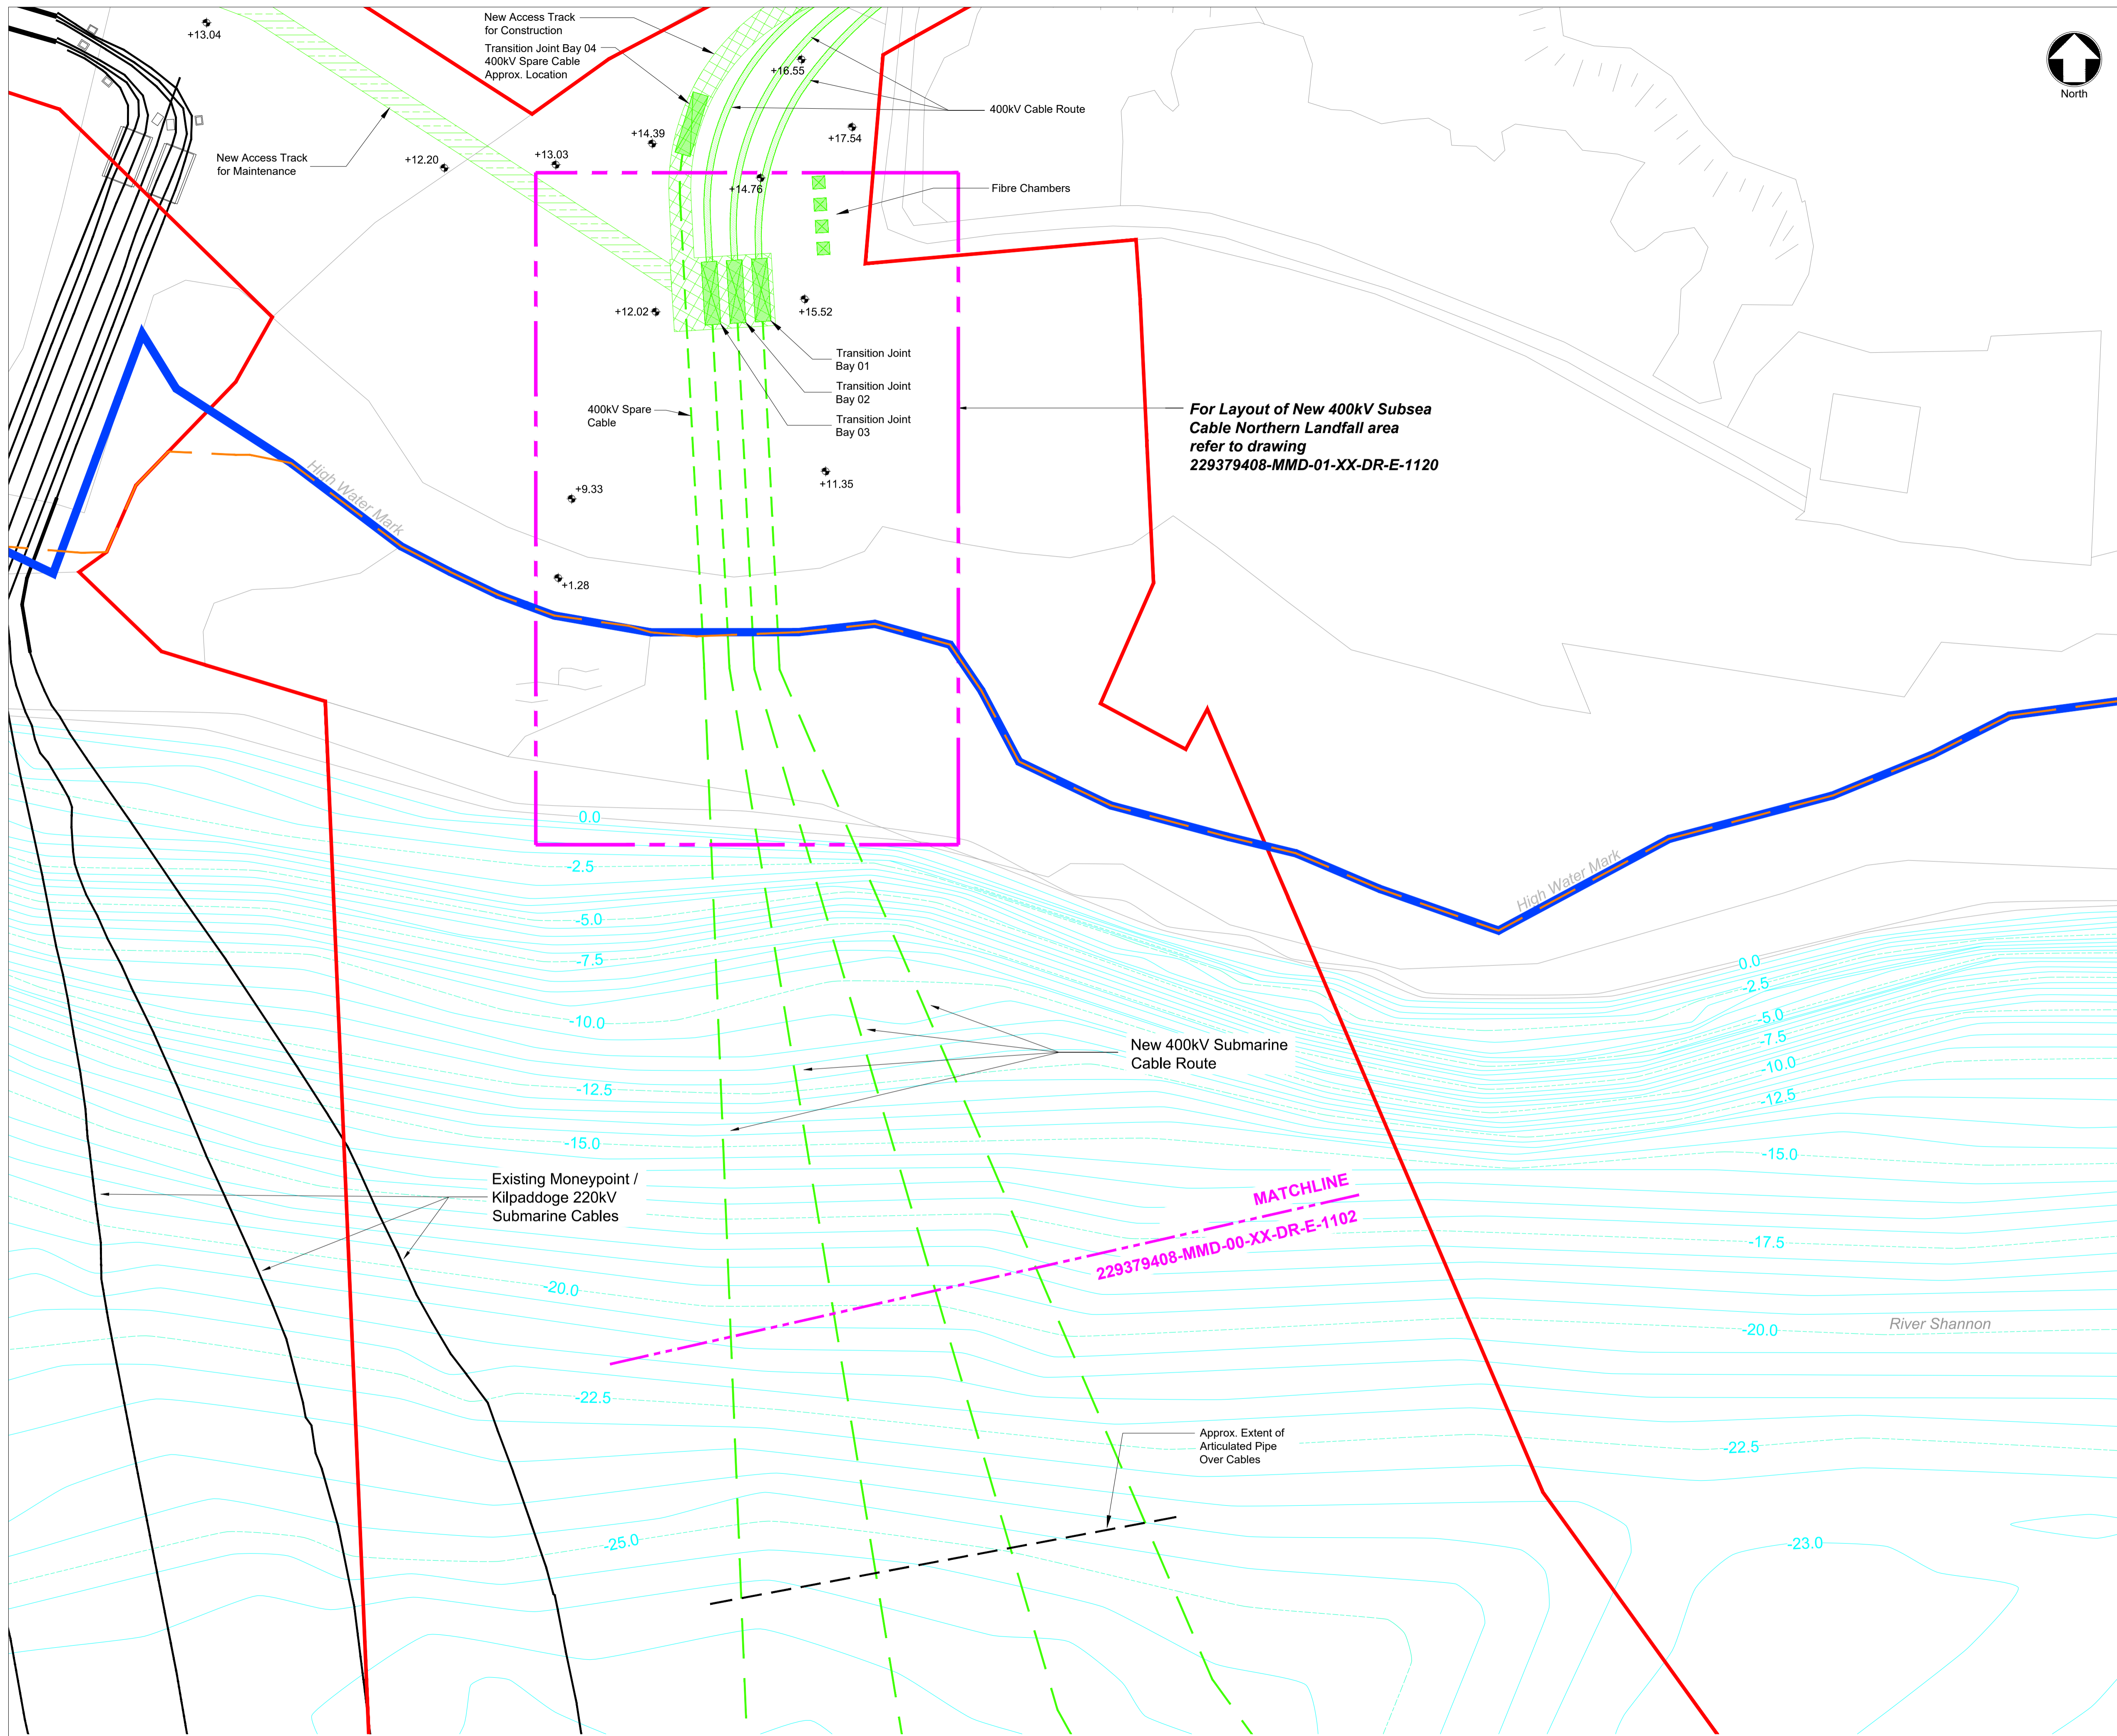 +13.04
New Access Track
for Construction
Transition Joint Bay 04
400kV Spare Cable
Approx. Location
+16.55
400kV Cable Route
North
+14.39
+17.54
New Access Track
for Maintenance
+12.20
+13.03
+14.76
Fibre Chambers
+12.02
+15.52
Transition Joint
Bay 01
Transition Joint
Bay 02
Transition Joint
Bay 03
400kV Spare
Cable
For Layout of New 400kV Subsea
Cable Northern Landfall area
refer to drawing
229379408-MMD-01-XX-DR-E-1120
High Water Mark
+9.33
+11.35
+1.28
0.0
-2.5
-5.0
-7.5
-10.0
-12.5
-15.0
High Water Mark
0.0
-2.5
-5.0
-7.5
-10.0
-12.5
-15.0
New 400kV Submarine
Cable Route
Existing Moneypoint /
Kilpaddoge 220kV
Submarine Cables
MATCHLINE
229379408-MMD-00-XX-DR-E-1102
-17.5
-20.0
-20.0
River Shannon
-22.5
-22.5
Approx. Extent of
Articulated Pipe
Over Cables
-25.0
-23.0